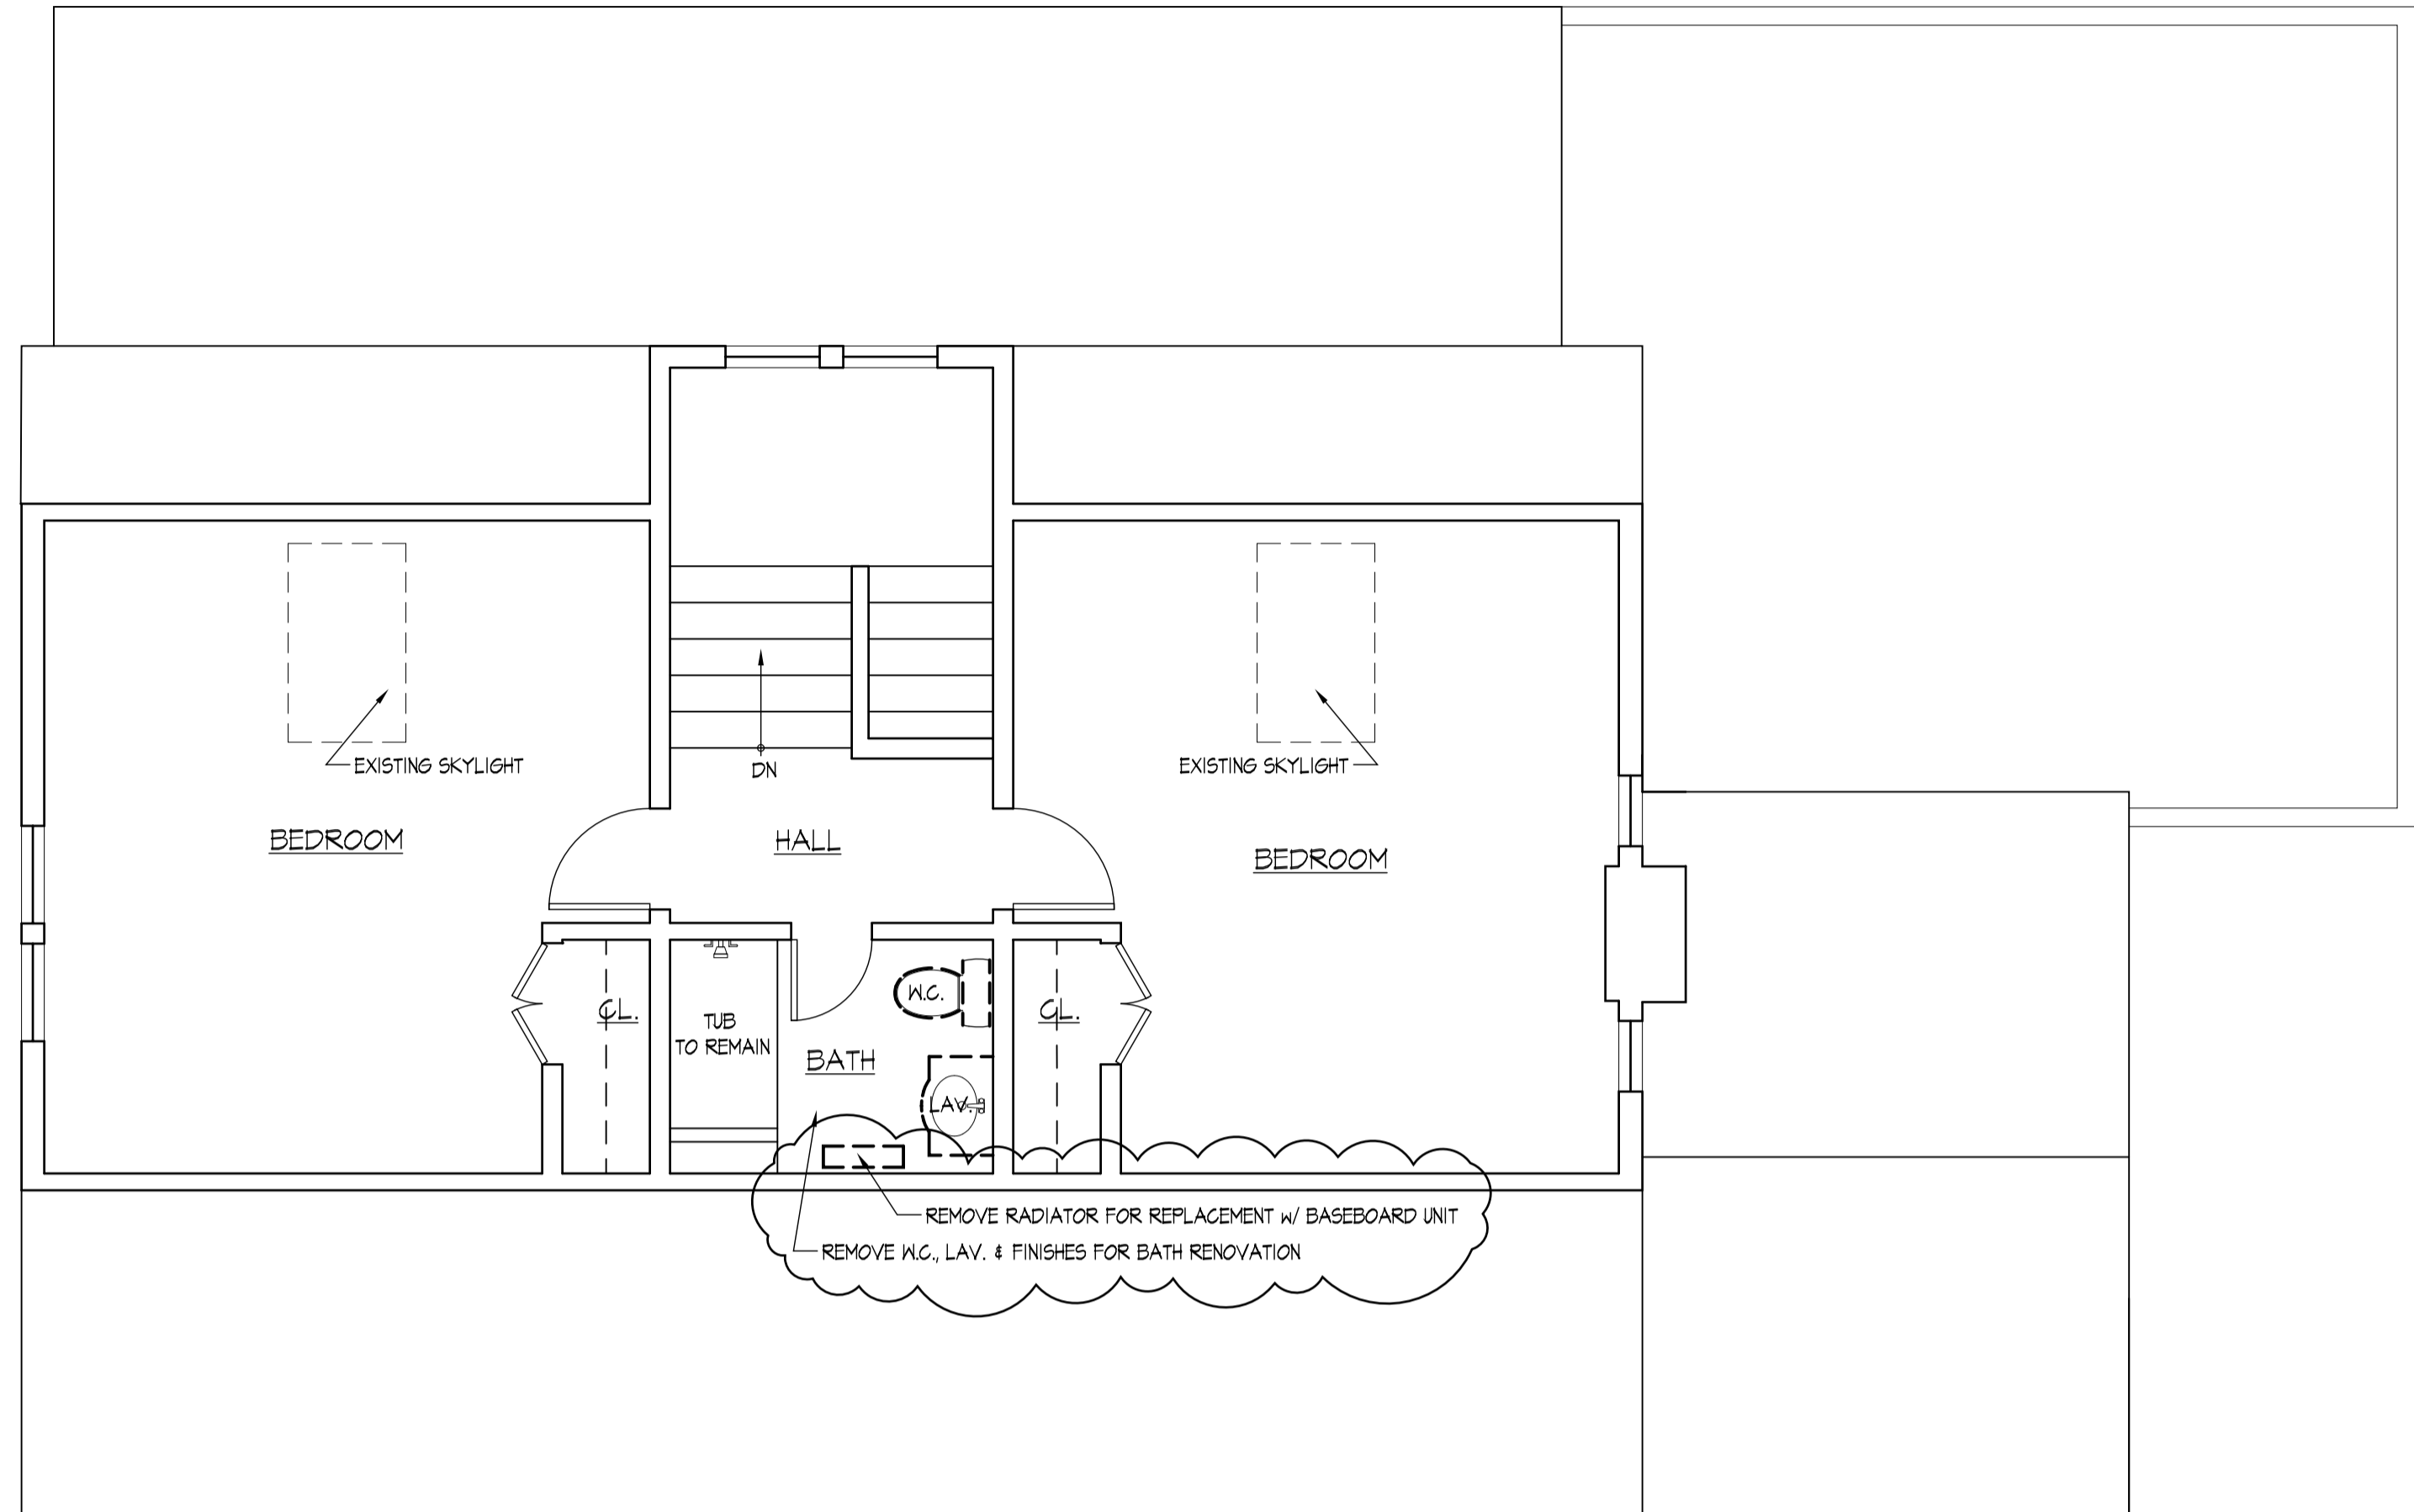 EXISTING SKYLIGHT
DN
EXISTING SKYLIGHT
BEDROOM
HALL
BEDROOM
W.C.
CL.
TUB
TO REMAIN
CL.
BATH
LAV.
REMOVE RADIATOR FOR REPLACEMENT w/ BASEBOARD UNIT
REMOVE W.C., LAV. & FINISHES FOR BATH RENOVATION